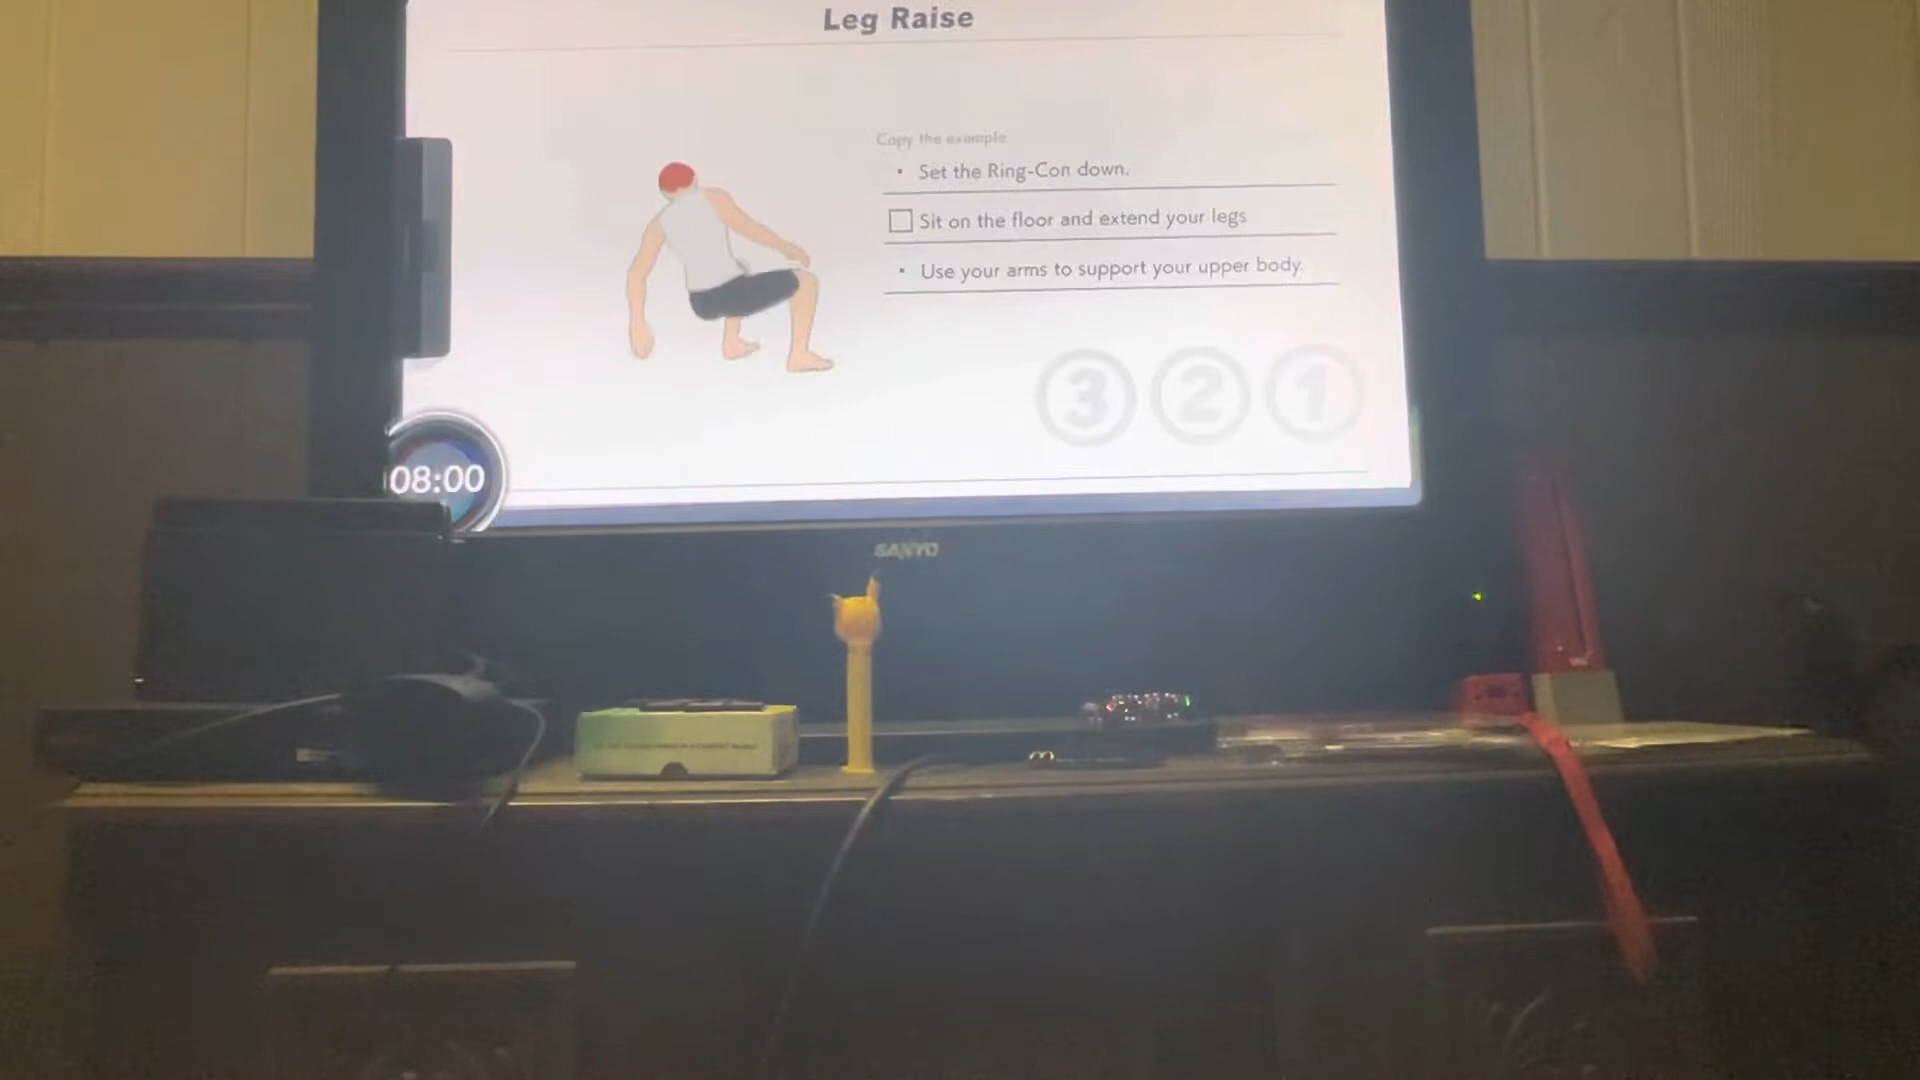 Leg Raise
Copy the example.
• Set the Ring-Con down.
Sit on the floor and extend your legs
• Use your arms to support your upper body.
3 2 1
08:00
SANYO